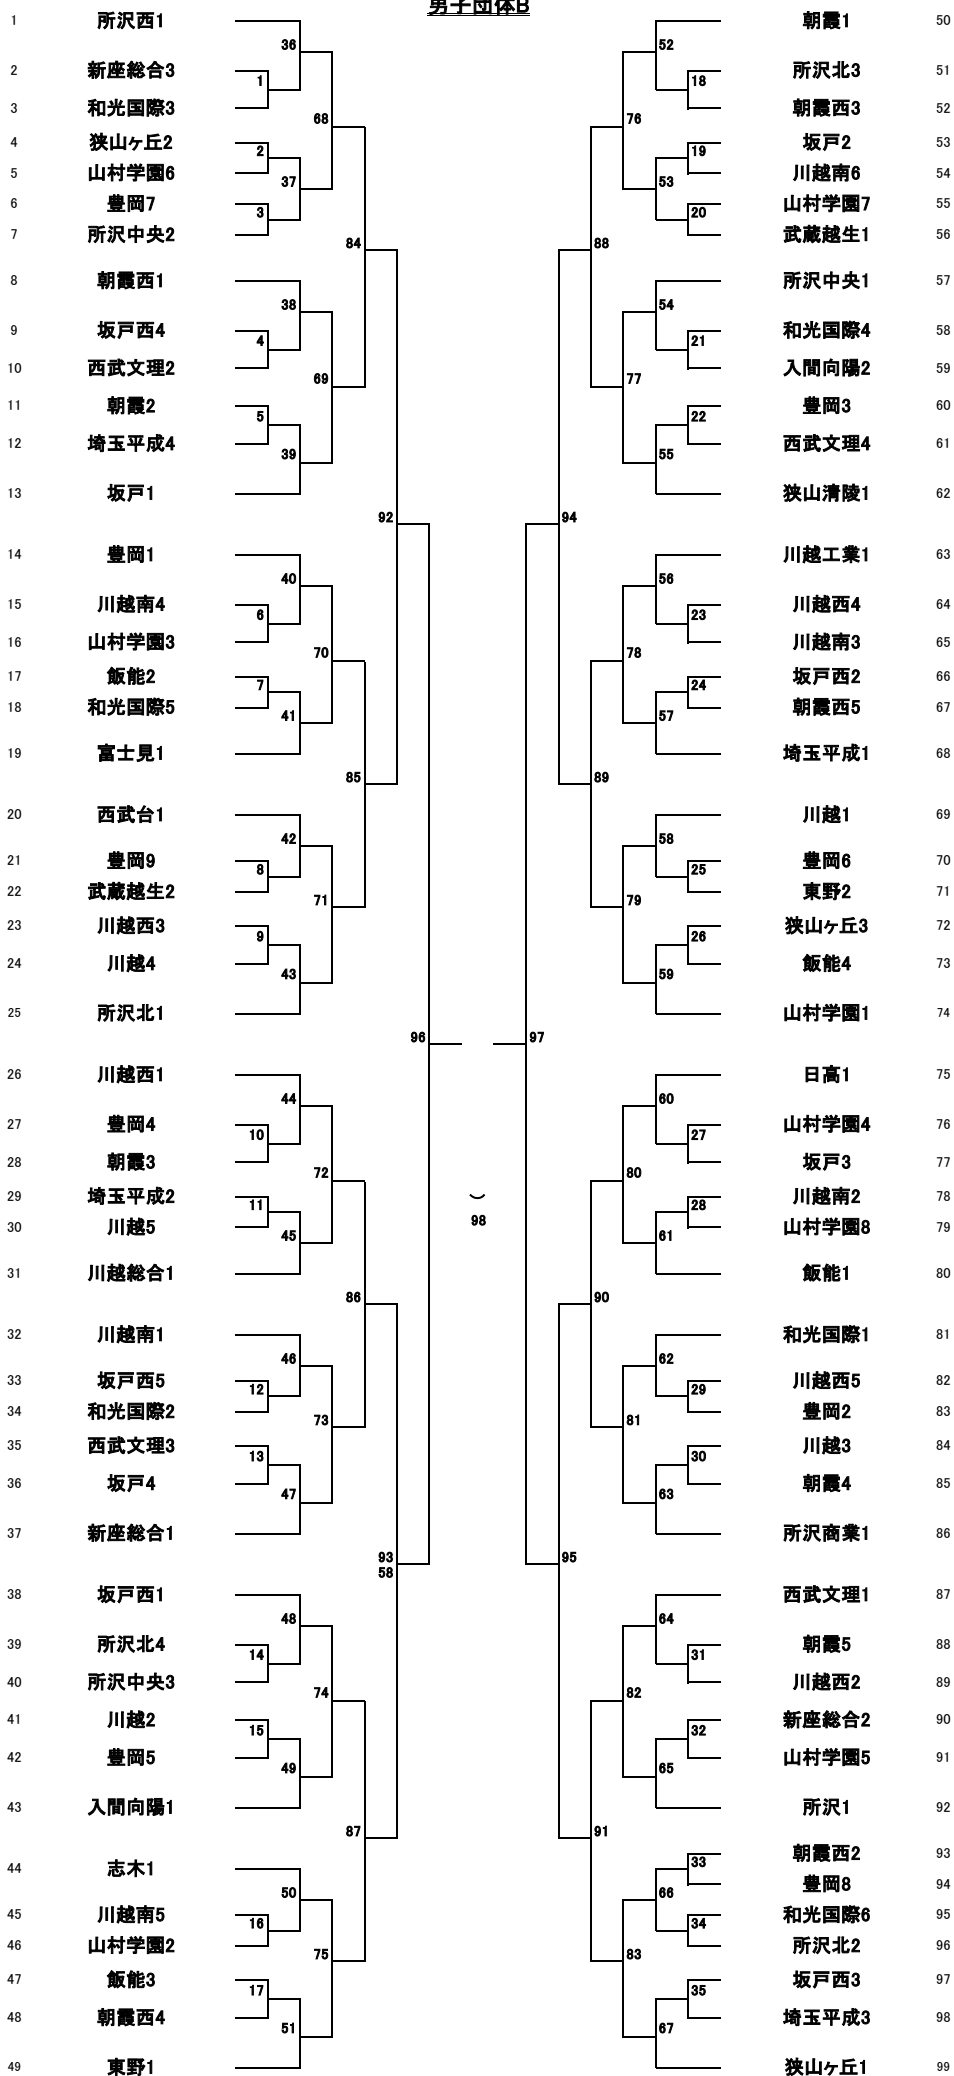 男子団体B
1 所沢西1 朝霞1 50
36 52
2 新座総合3 所沢北3 51
1 18
3 和光国際3 朝霞西3 52
68 76
4 狭山ヶ丘2 坂戸2 53
2 19
5 山村学園6 川越南6 54
37 53
6 豊岡7 山村学園7 55
3 20
7 所沢中央2 武蔵越生1 56
84 88
8 朝霞西1 所沢中央1 57
38 54
9 坂戸西4 和光国際4 58
4 21
10 西武文理2 入間向陽2 59
69 77
11 朝霞2 豊岡3 60
5 22
12 埼玉平成4 西武文理4 61
39 55
13 坂戸1 狭山清陵1 62
92 94
14 豊岡1 川越工業1 63
40 56
15 川越南4 川越西4 64
6 23
16 山村学園3 川越南3 65
70 78
17 飯能2 坂戸西2 66
7 24
18 和光国際5 朝霞西5 67
41 57
19 富士見1 埼玉平成1 68
85 89
20 西武台1 川越1 69
42 58
21 豊岡9 豊岡6 70
8 25
22 武蔵越生2 東野2 71
71 79
23 川越西3 狭山ヶ丘3 72
9 26
24 川越4 飯能4 73
43 59
25 所沢北1 山村学園1 74
96 97
26 川越西1 日高1 75
44 60
27 豊岡4 山村学園4 76
10 27
28 朝霞3 坂戸3 77
72 80
29 埼玉平成2 川越南2 78
11 28
30 川越5 98 山村学園8 79
45 61
31 川越総合1 飯能1 80
86 90
32 川越南1 和光国際1 81
46 62
33 坂戸西5 川越西5 82
12 29
34 和光国際2 豊岡2 83
73 81
35 西武文理3 川越3 84
13 30
36 坂戸4 朝霞4 85
47 63
37 新座総合1 所沢商業1 86
93 95
58
38 坂戸西1 西武文理1 87
48 64
39 所沢北4 朝霞5 88
14 31
40 所沢中央3 川越西2 89
74 82
41 川越2 新座総合2 90
15 32
42 豊岡5 山村学園5 91
49 65
43 入間向陽1 所沢1 92
87 91
朝霞西2 93
33
44 志木1 豊岡8 94
50 66
45 川越南5 和光国際6 95
16 34
46 山村学園2 所沢北2 96
75 83
47 飯能3 坂戸西3 97
17 35
48 朝霞西4 埼玉平成3 98
51 67
49 東野1 狭山ヶ丘1 99